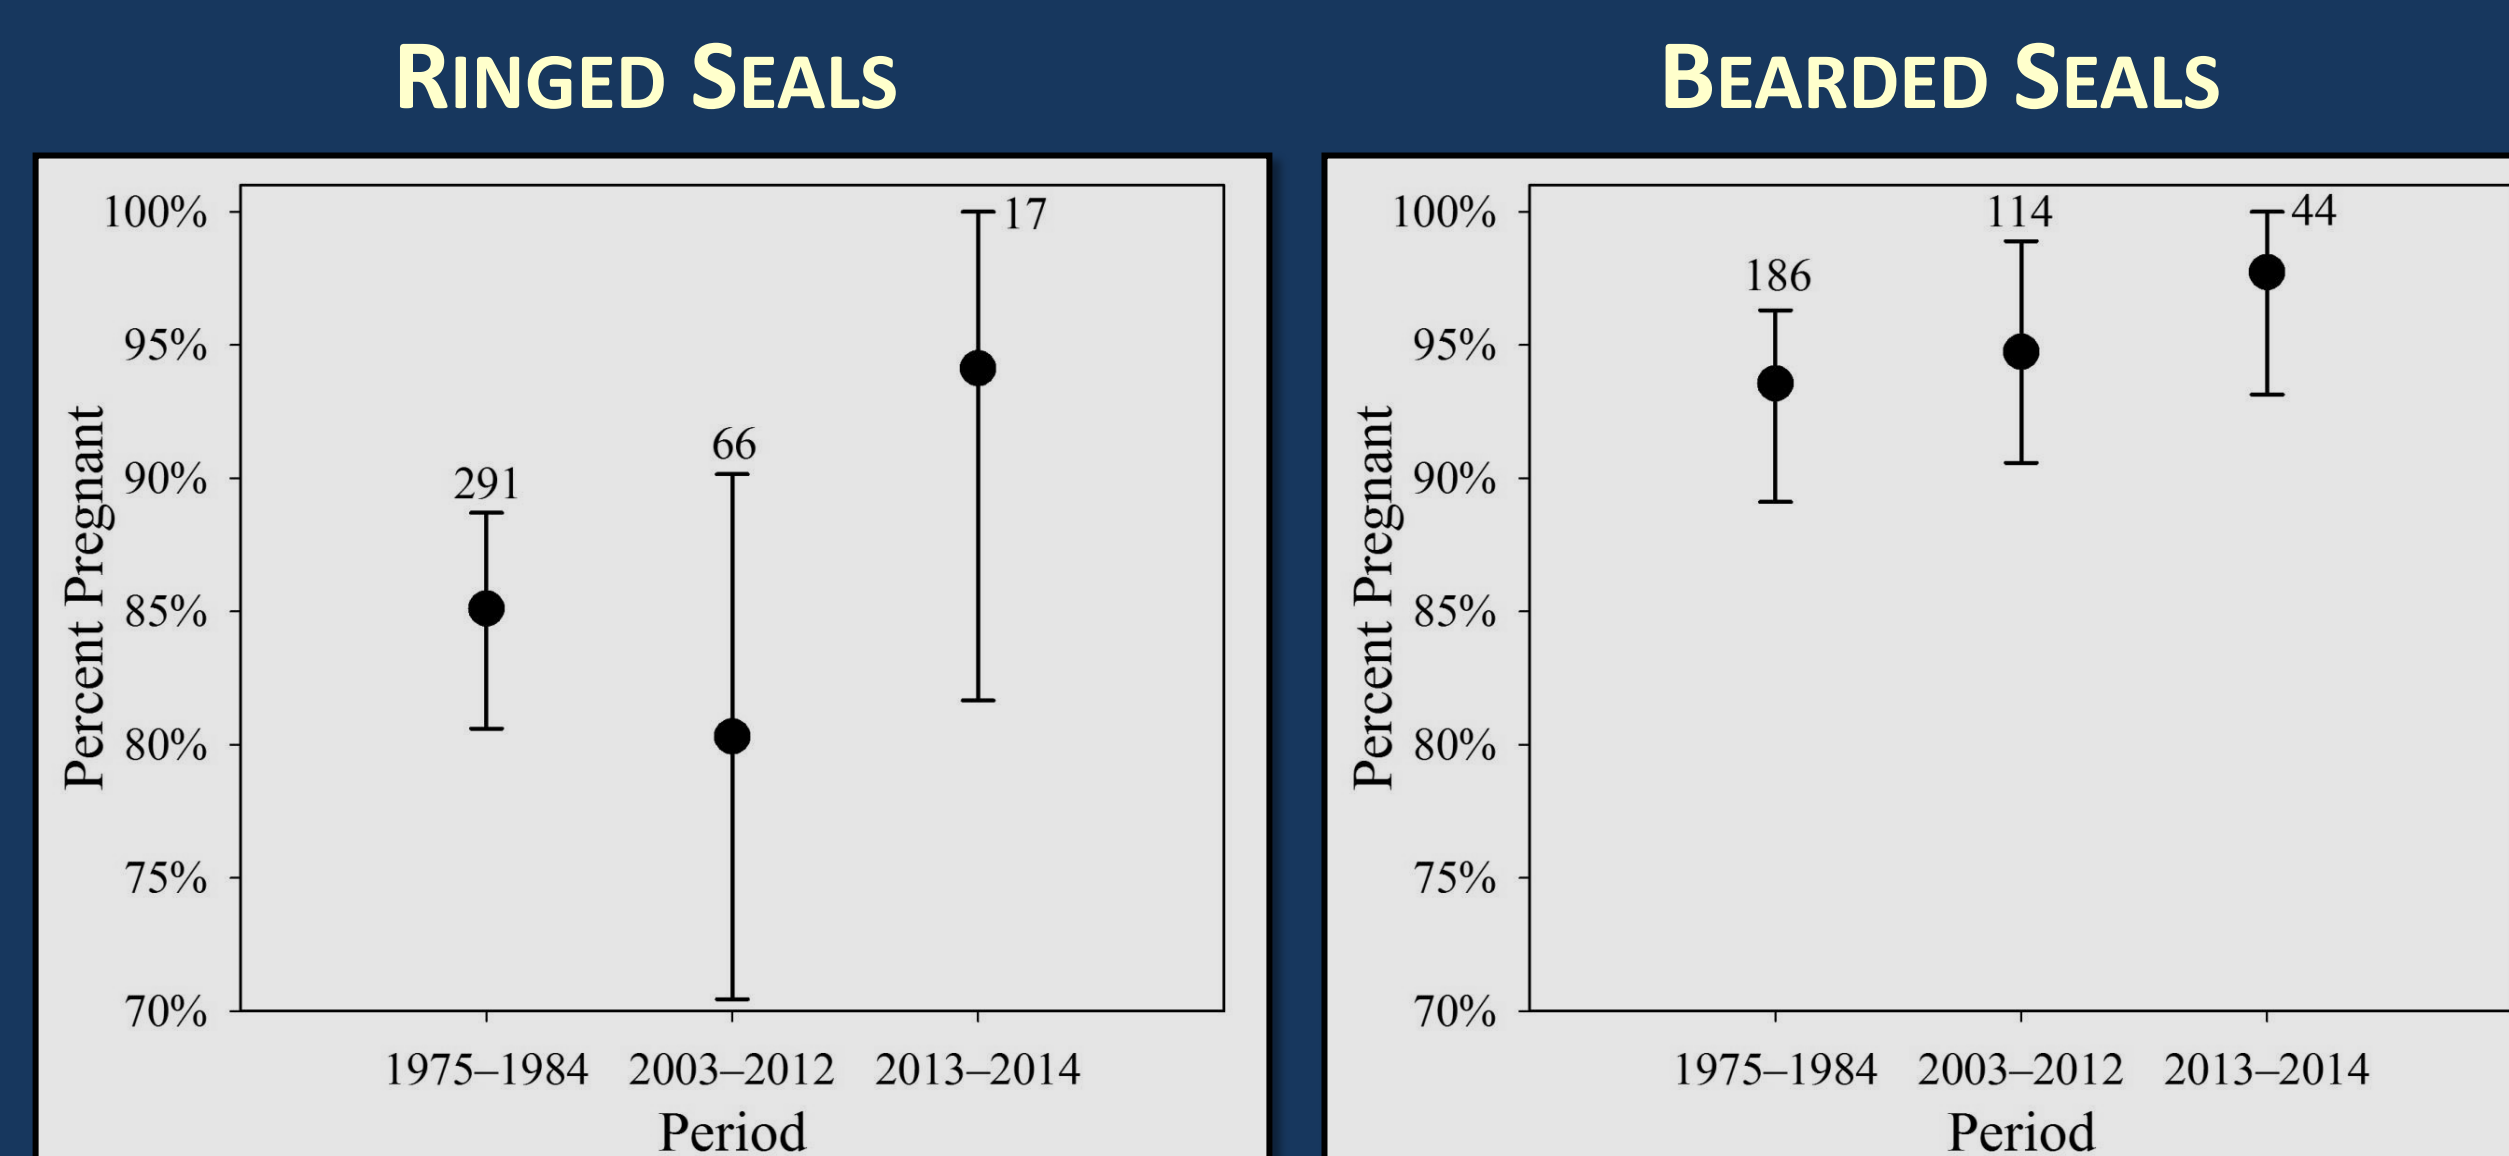 RINGED SEALS
100%
95%
90%
85%
80%
75%
70%
Percent Pregnant
291
66
17
1975–1984 2003–2012 2013–2014
Period
BEARDED SEALS
100%
95%
90%
85%
80%
75%
70%
Percent Pregnant
186
114
44
1975–1984 2003–2012 2013–2014
Period